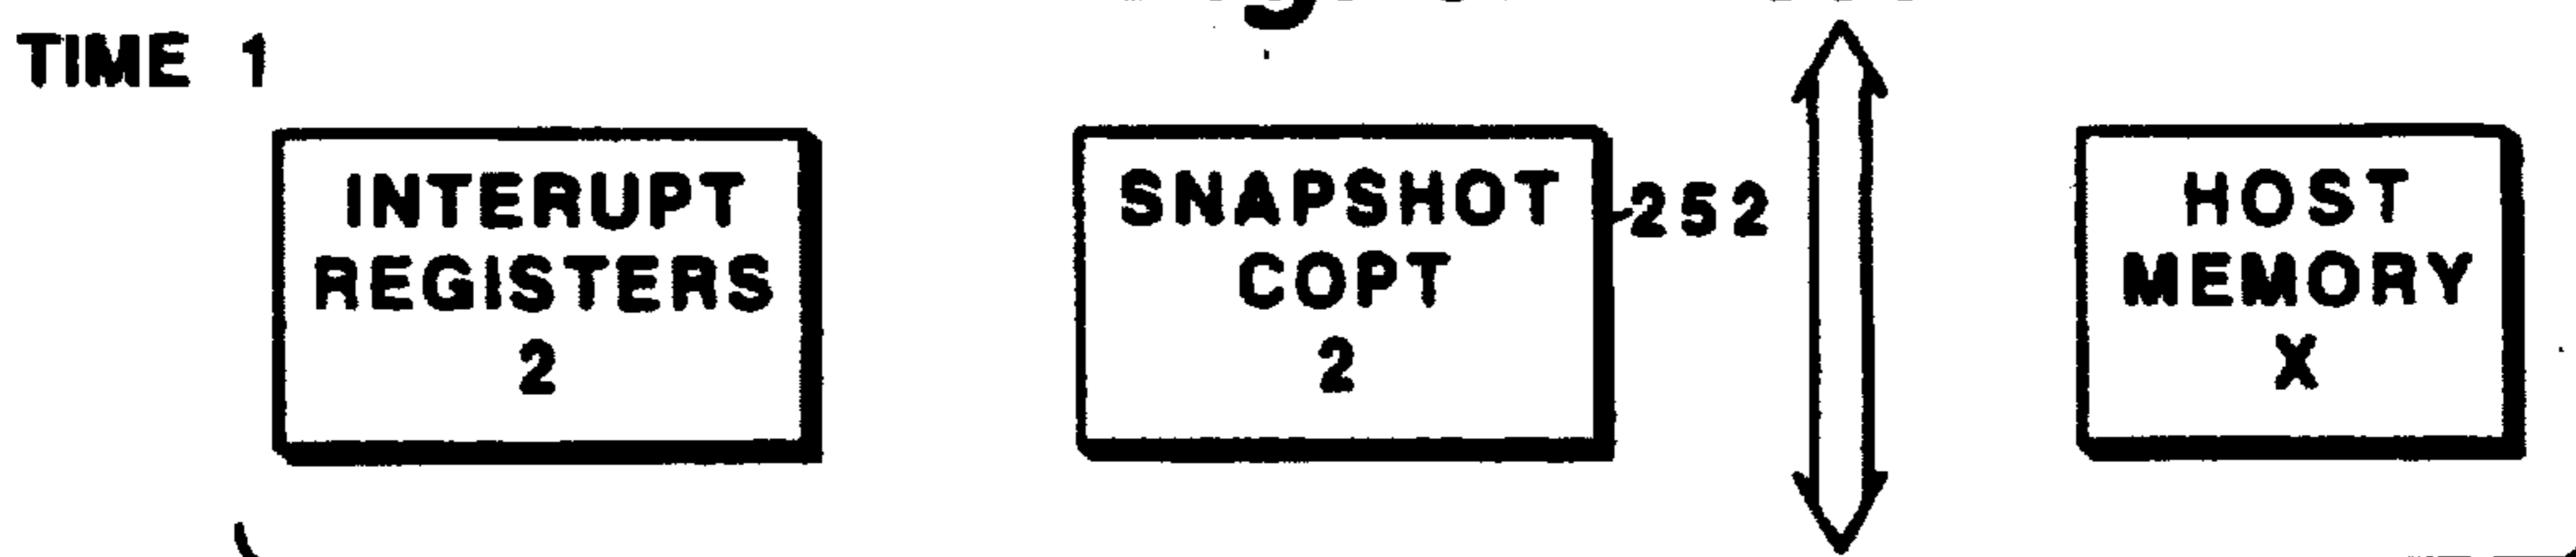 TIME 1
INTERUPT
REGISTERS
2
SNAPSHOT
COPT
2
252
HOST
MEMORY
X